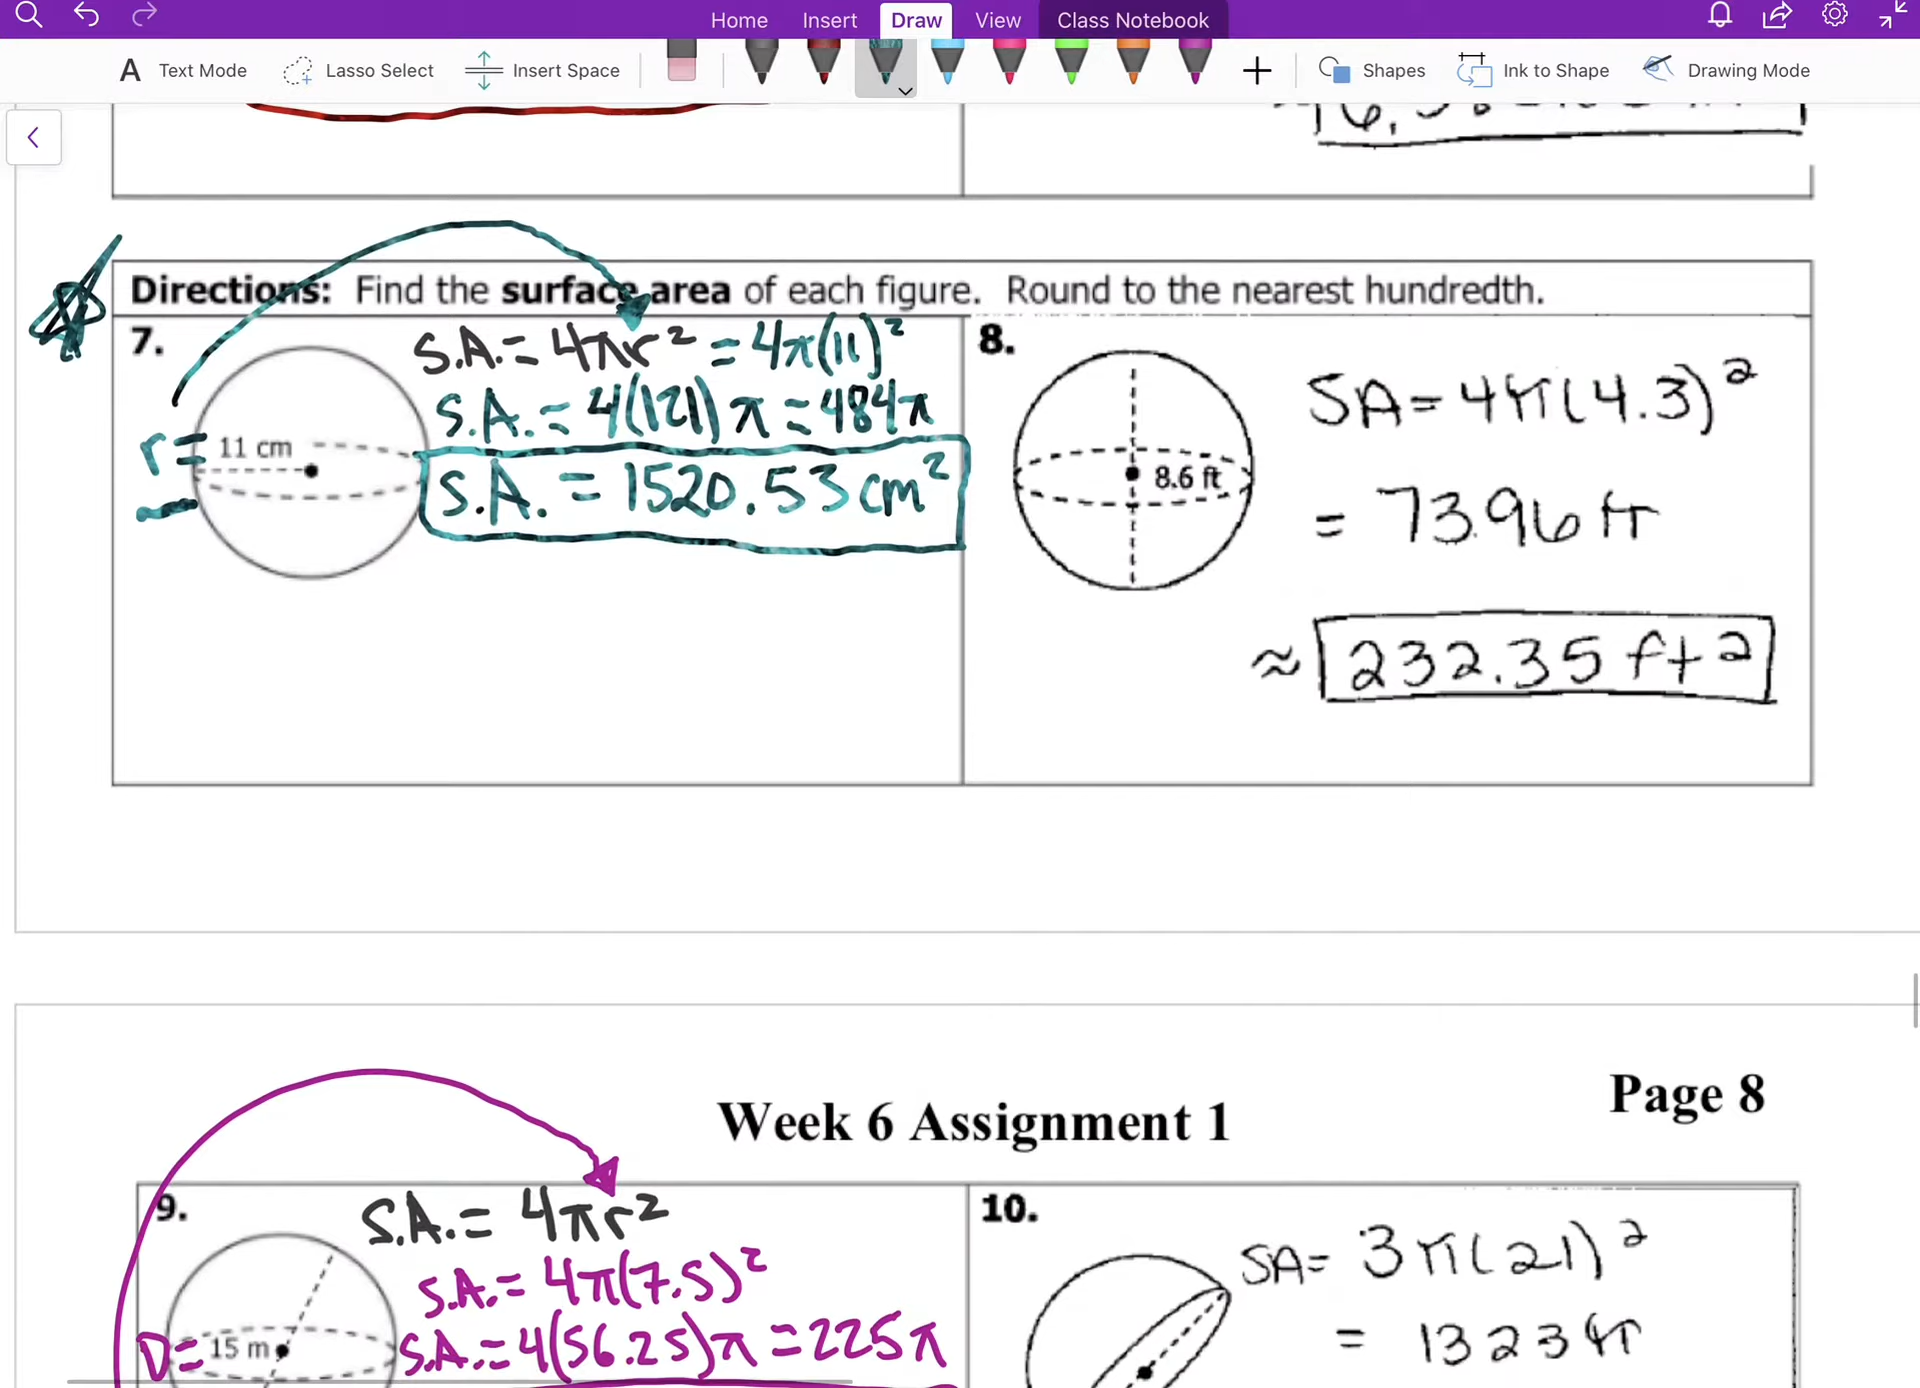 Home Insert Draw View Class Notebook
Text Mode Lasso Select Insert Space Shapes Ink to Shape Drawing Mode
Directions: Find the surface area of each figure. Round to the nearest hundredth.
7.
S.A. = 4πr² = 4π(11)²
S.A. = 4(121)π = 484π
r = 11 cm
S.A. = 1520.53 cm²
8.
SA = 4π(4.3)²
8.6 ft
= 73.96π
≈ 232.35 ft²
Week 6 Assignment 1
Page 8
9.
S.A. = 4πr²
S.A. = 4π(7.5)²
D = 15 m
S.A. = 4(56.25)π = 225π
10.
SA = 3π(21)²
= 1323π